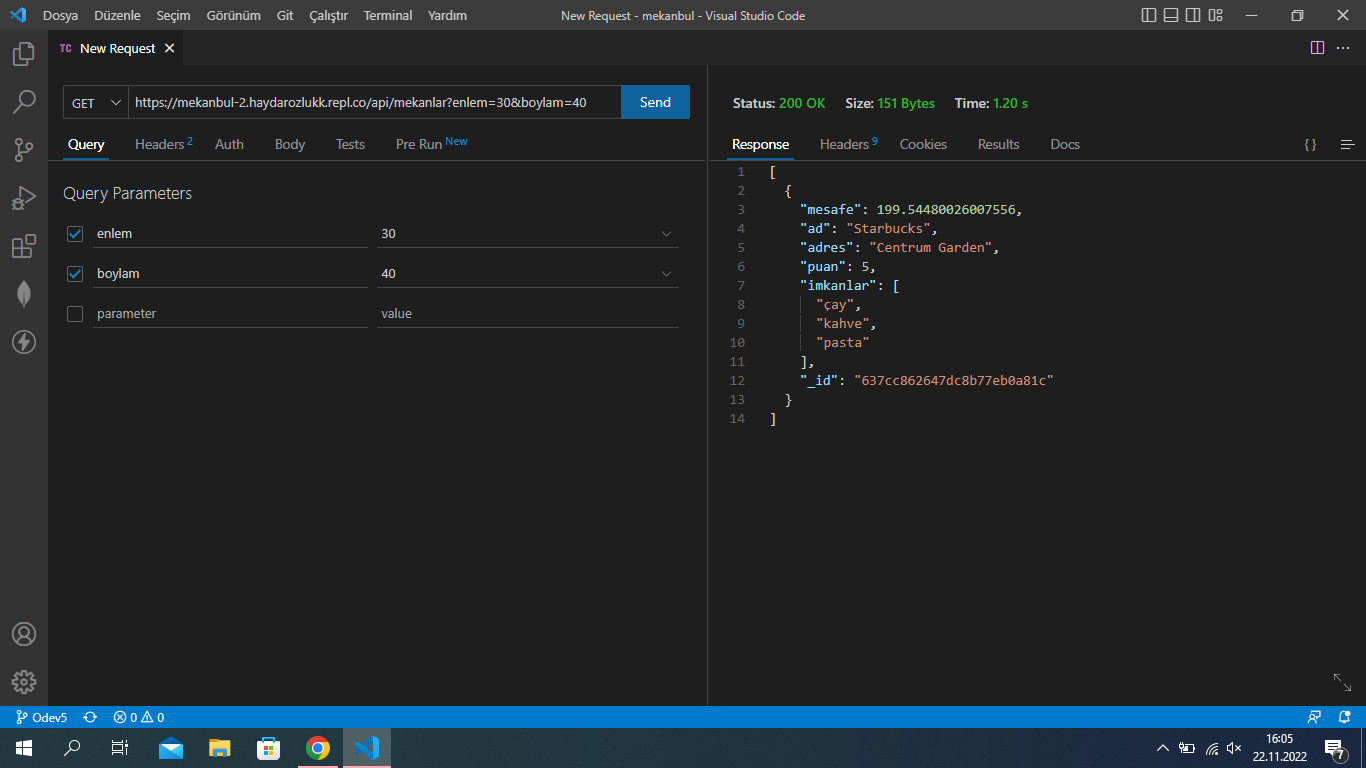 Dosya Düzenle Seçim Görünüm Git Çalıştır Terminal Yardım New Request - mekanbul - Visual Studio Code
TC New Request
GET https://mekanbul-2.haydarozlukk.repl.co/api/mekanlar?enlem=30&boylam=40 Send
Query Headers 2 Auth Body Tests Pre Run New
Query Parameters
enlem 30
boylam 40
parameter value
Status: 200 OK Size: 151 Bytes Time: 1.20 s
Response Headers 9 Cookies Results Docs { }
1 [
2 {
3 "mesafe": 199.54480026007556,
4 "ad": "Starbucks",
5 "adres": "Centrum Garden",
6 "puan": 5,
7 "imkanlar": [
8 "çay",
9 "kahve",
10 "pasta"
11 ],
12 "_id": "637cc862647dc8b77eb0a81c"
13 }
14 ]
Odev5 0 0
16:05
22.11.2022
7